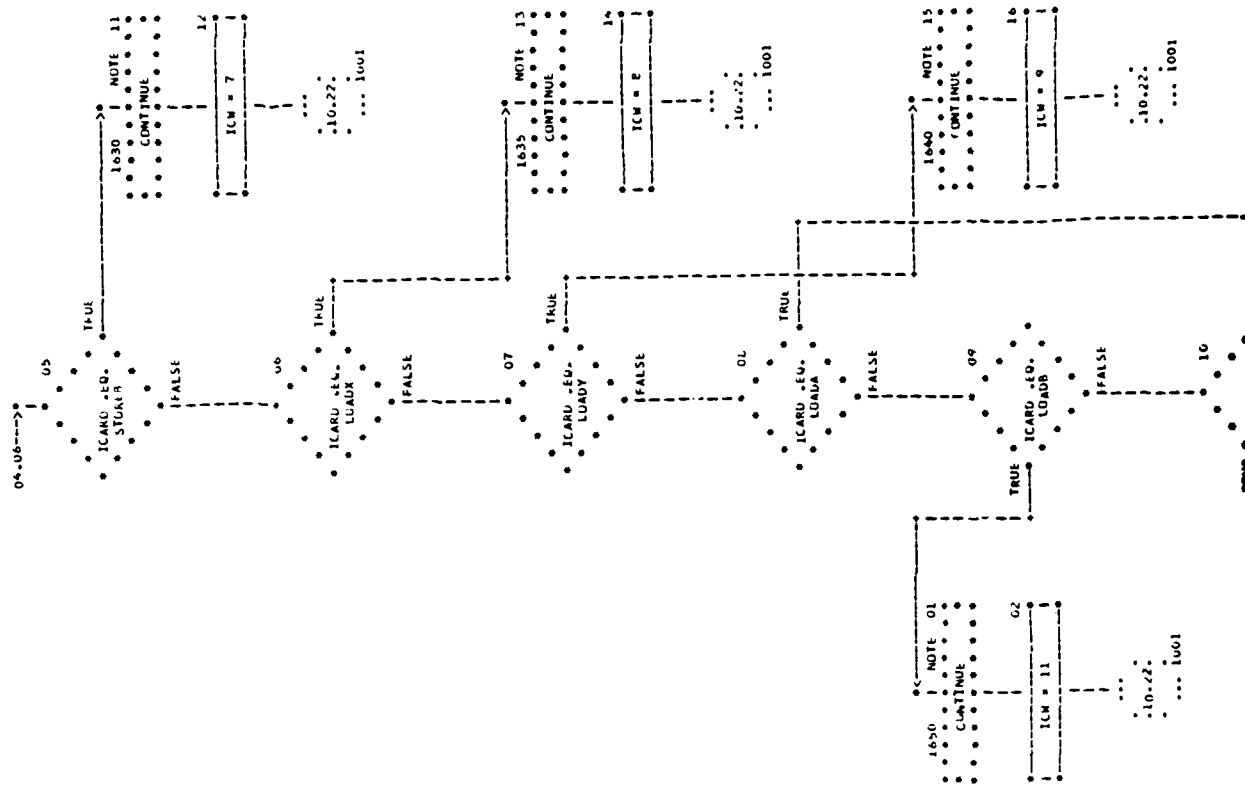 04.06--->
05
ICARD .EQ.
STOREB
TRUE
FALSE
1630
NOTE 11
CONTINUE
12
ICW = 7
.10.22.
1001
06
ICARD .EQ.
LOADX
TRUE
FALSE
1635
NOTE 13
CONTINUE
14
ICW = 8
.10.22.
1001
07
ICARD .EQ.
LOADY
TRUE
FALSE
1640
NOTE 15
CONTINUE
16
ICW = 9
.10.22.
1001
08
ICARD .EQ.
LOADA
TRUE
FALSE
09
ICARD .EQ.
LOADB
TRUE
FALSE
1650
NOTE 01
CONTINUE
02
ICW = 11
.10.22.
1001
10